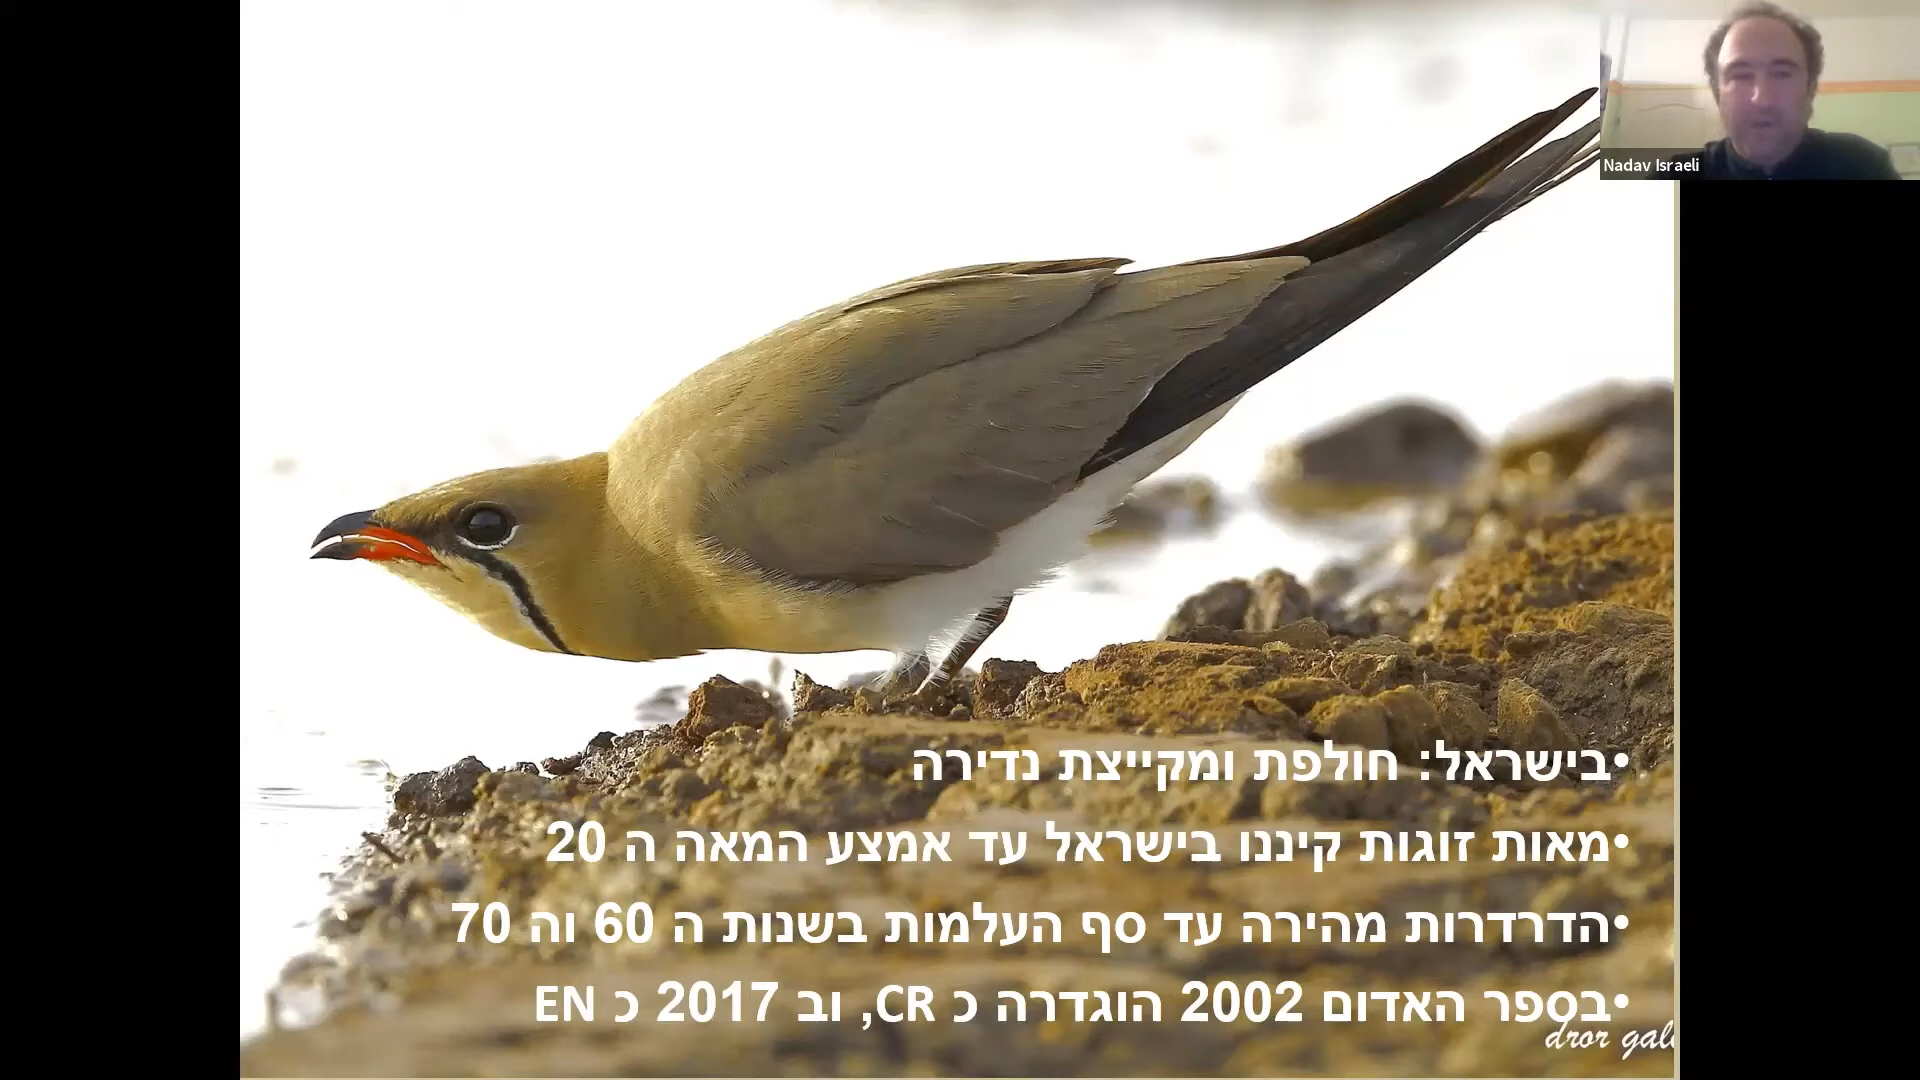 Nadav Israeli
•בישראל: חולפת ומקייצת נדירה
•מאות זוגות קיננו בישראל עד אמצע המאה ה 20
•הדרדרות מהירה עד סף העלמות בשנות ה 60 וה 70
•בספר האדום 2002 הוגדרה כ CR, וב 2017 כ EN
dror gal